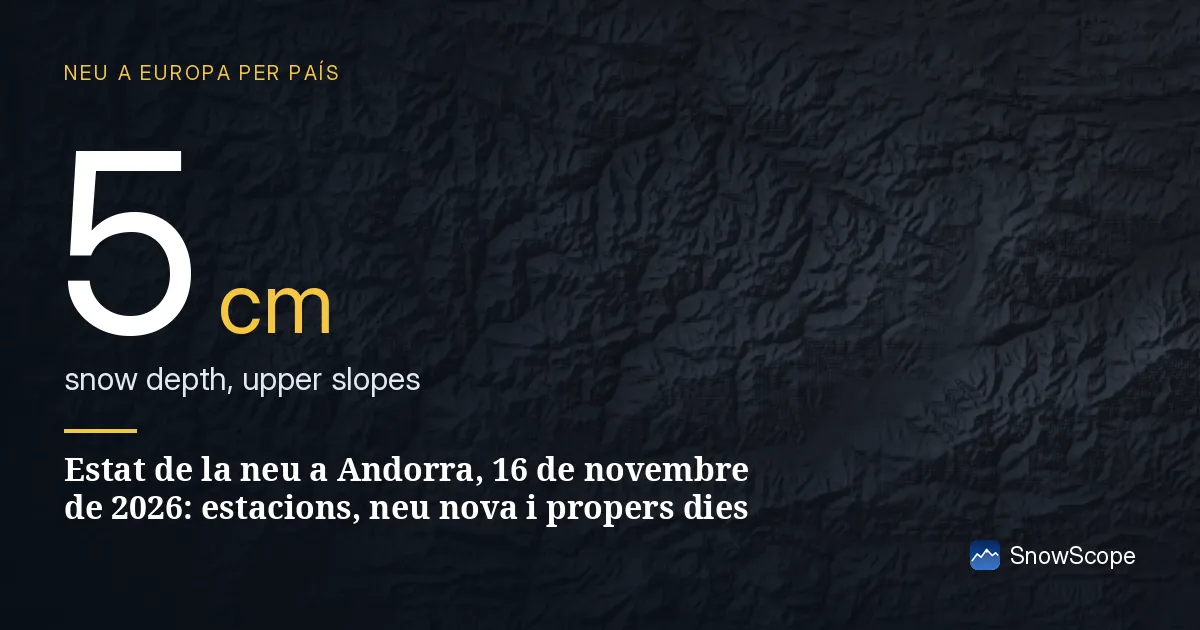 NEU A EUROPA PER PAÍS
5 cm
snow depth, upper slopes
Estat de la neu a Andorra, 16 de novembre
de 2026: estacions, neu nova i propers dies
SnowScope